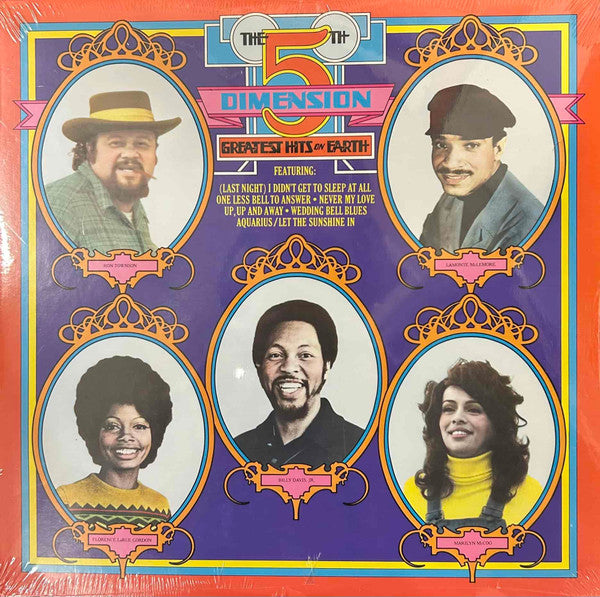 THE 5TH
DIMENSION
GREATEST HITS ON EARTH
FEATURING:
(LAST NIGHT) I DIDN'T GET TO SLEEP AT ALL
ONE LESS BELL TO ANSWER • NEVER MY LOVE
UP, UP AND AWAY • WEDDING BELL BLUES
AQUARIUS/LET THE SUNSHINE IN
RON TOWNSON
LAMONTE McLEMORE
BILLY DAVIS, JR.
FLORENCE LaRUE GORDON
MARILYN McCOO